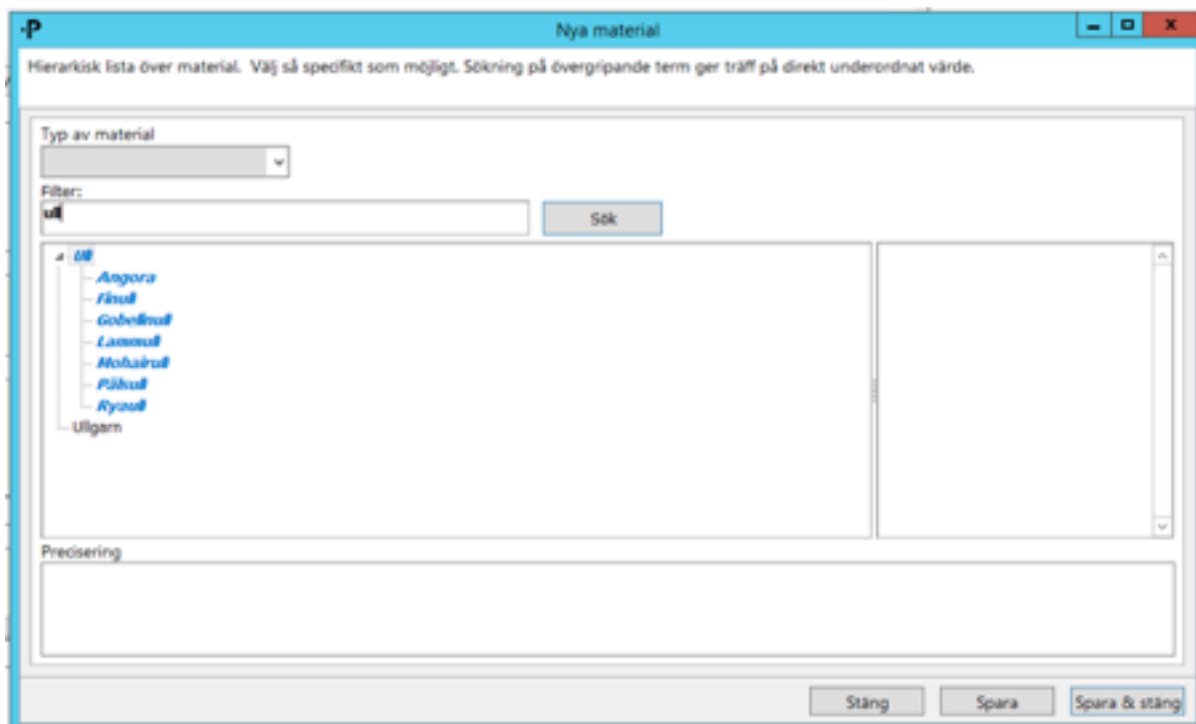 P
Nya material
Hierarkisk lista över material. Välj så specifikt som möjligt. Sökning på övergripande term ger träff på direkt underordnat värde.
Typ av material
Filter:
ull
Sök
Ull
Angora
Finull
Gobelinull
Lammull
Mohairull
Pälsull
Ryaull
Ullgarn
Precisering
Stäng
Spara
Spara & stäng